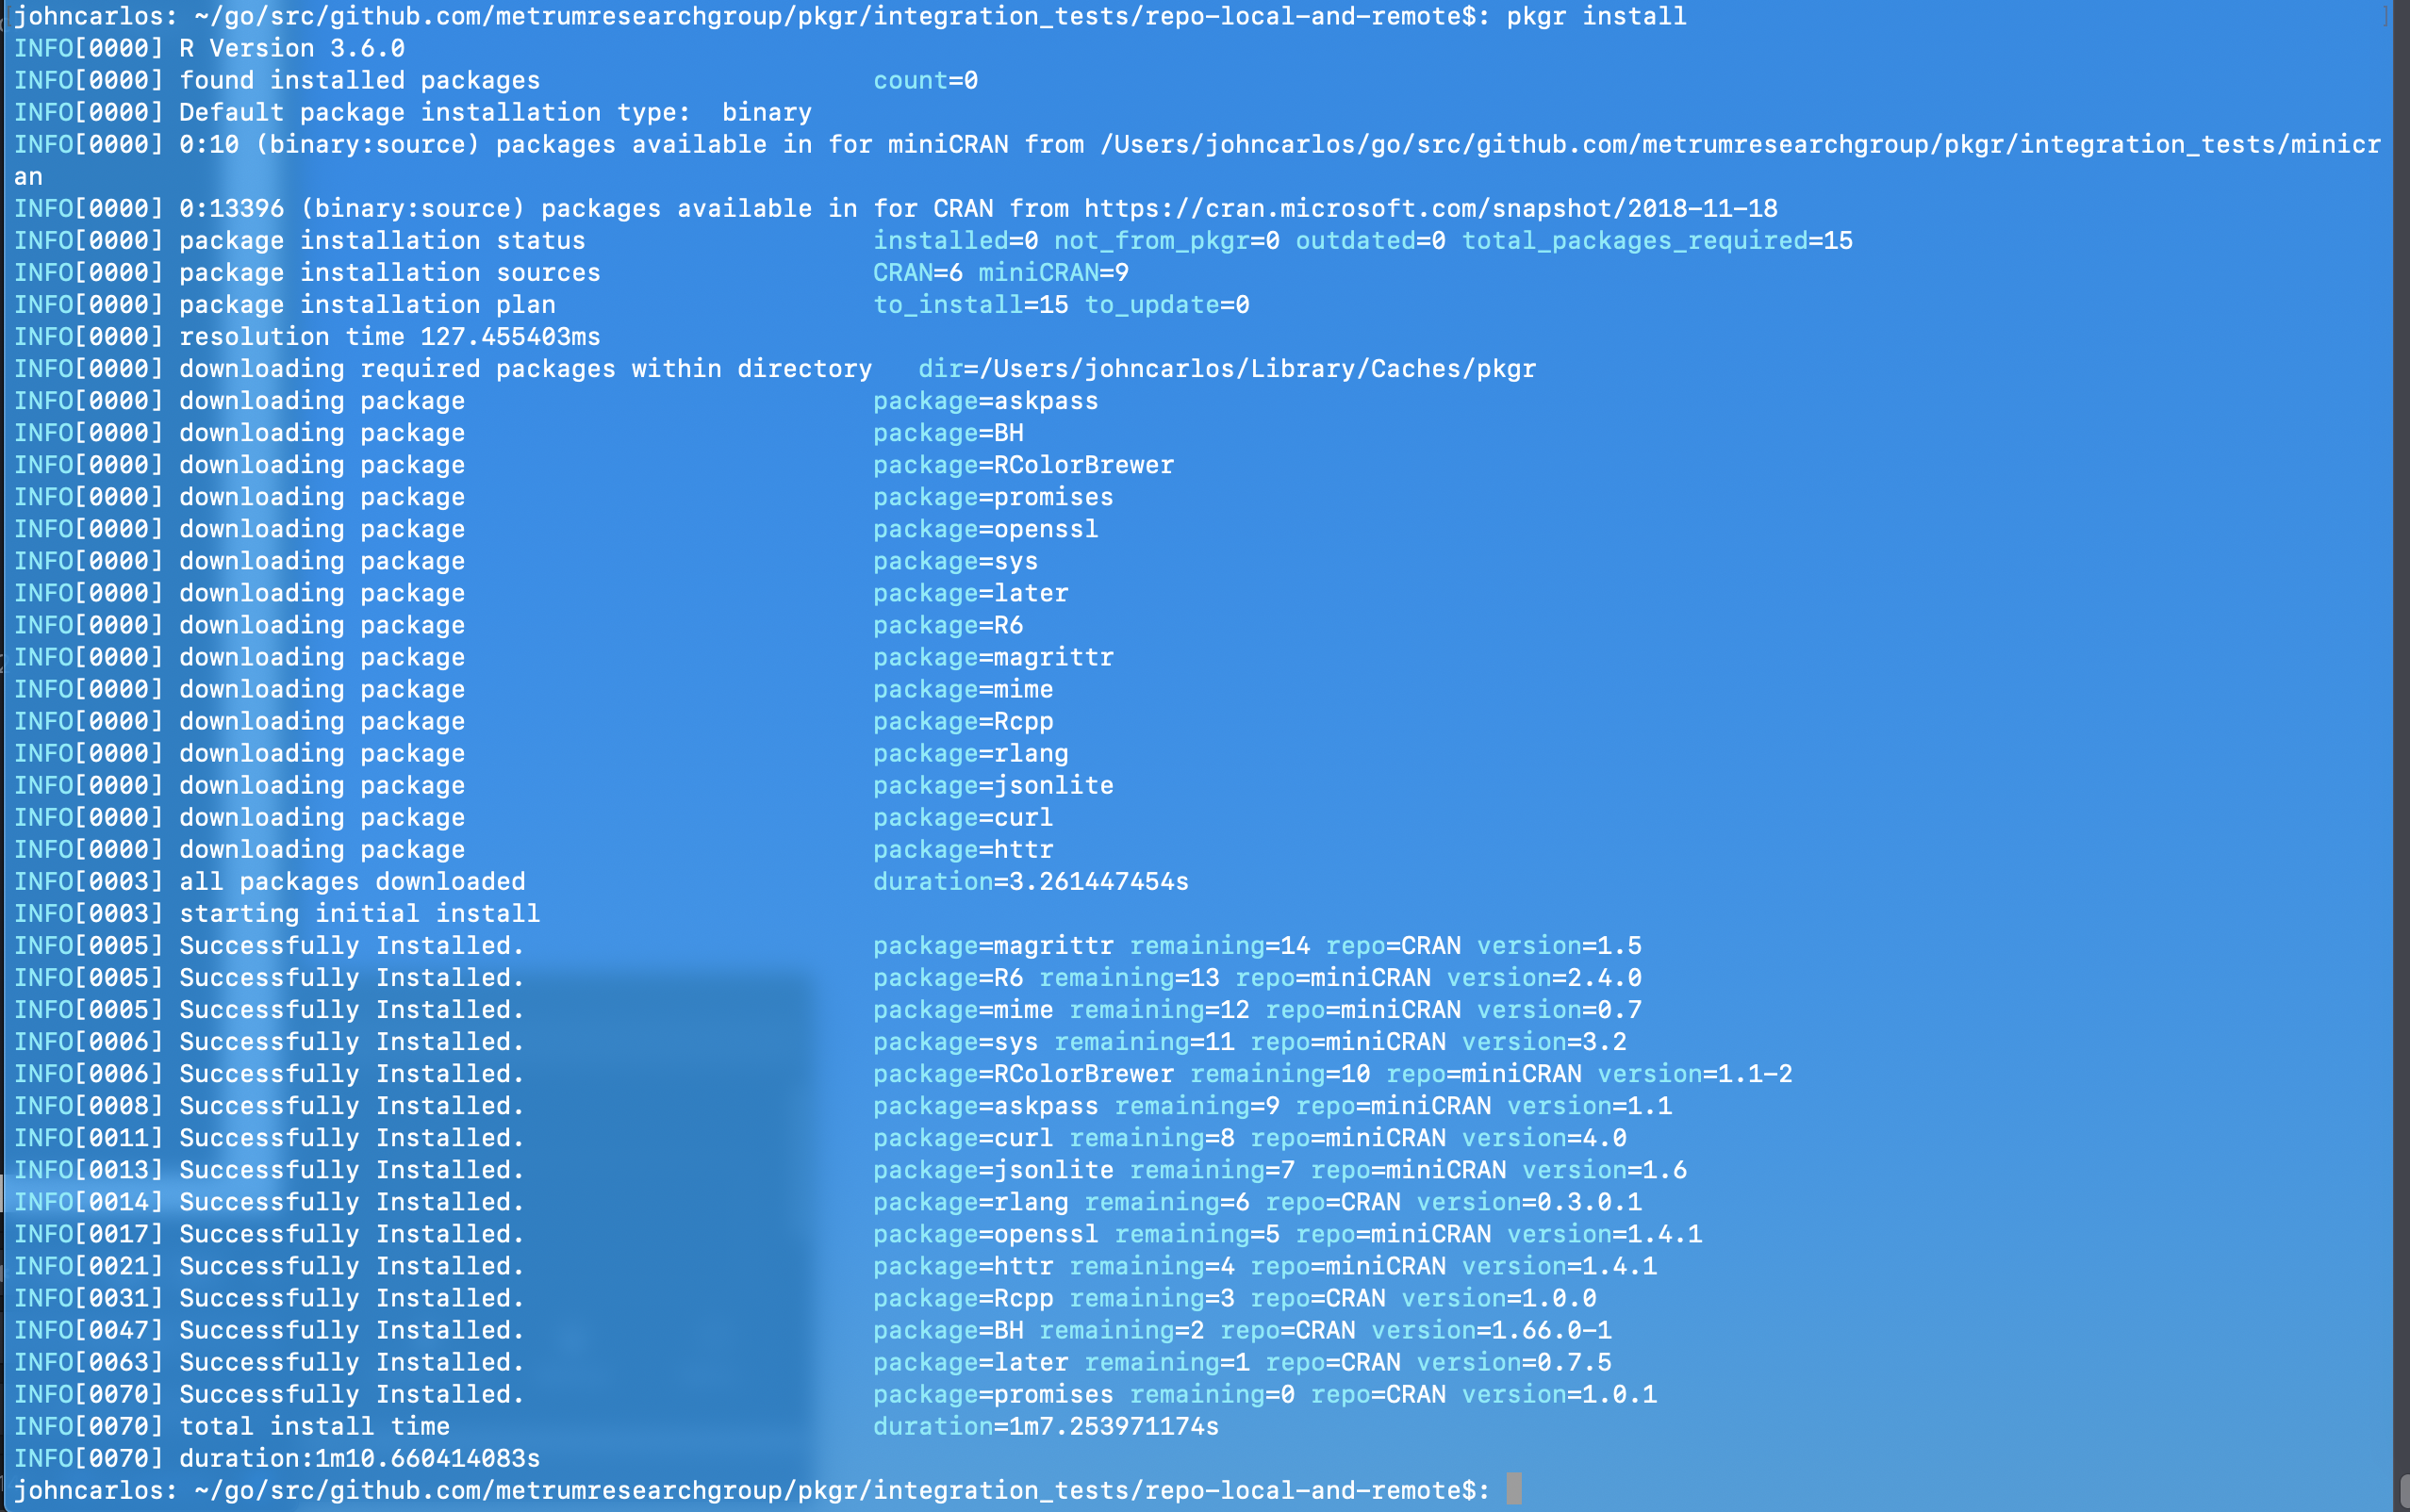 johncarlos: ~/go/src/github.com/metrumresearchgroup/pkgr/integration_tests/repo-local-and-remote$: pkgr install
INFO[0000] R Version 3.6.0
INFO[0000] found installed packages count=0
INFO[0000] Default package installation type:  binary
INFO[0000] 0:10 (binary:source) packages available in for miniCRAN from /Users/johncarlos/go/src/github.com/metrumresearchgroup/pkgr/integration_tests/minicr
an
INFO[0000] 0:13396 (binary:source) packages available in for CRAN from https://cran.microsoft.com/snapshot/2018-11-18
INFO[0000] package installation status installed=0 not_from_pkgr=0 outdated=0 total_packages_required=15
INFO[0000] package installation sources CRAN=6 miniCRAN=9
INFO[0000] package installation plan to_install=15 to_update=0
INFO[0000] resolution time 127.455403ms
INFO[0000] downloading required packages within directory dir=/Users/johncarlos/Library/Caches/pkgr
INFO[0000] downloading package package=askpass
INFO[0000] downloading package package=BH
INFO[0000] downloading package package=RColorBrewer
INFO[0000] downloading package package=promises
INFO[0000] downloading package package=openssl
INFO[0000] downloading package package=sys
INFO[0000] downloading package package=later
INFO[0000] downloading package package=R6
INFO[0000] downloading package package=magrittr
INFO[0000] downloading package package=mime
INFO[0000] downloading package package=Rcpp
INFO[0000] downloading package package=rlang
INFO[0000] downloading package package=jsonlite
INFO[0000] downloading package package=curl
INFO[0000] downloading package package=httr
INFO[0003] all packages downloaded duration=3.261447454s
INFO[0003] starting initial install
INFO[0005] Successfully Installed. package=magrittr remaining=14 repo=CRAN version=1.5
INFO[0005] Successfully Installed. package=R6 remaining=13 repo=miniCRAN version=2.4.0
INFO[0005] Successfully Installed. package=mime remaining=12 repo=miniCRAN version=0.7
INFO[0006] Successfully Installed. package=sys remaining=11 repo=miniCRAN version=3.2
INFO[0006] Successfully Installed. package=RColorBrewer remaining=10 repo=miniCRAN version=1.1-2
INFO[0008] Successfully Installed. package=askpass remaining=9 repo=miniCRAN version=1.1
INFO[0011] Successfully Installed. package=curl remaining=8 repo=miniCRAN version=4.0
INFO[0013] Successfully Installed. package=jsonlite remaining=7 repo=miniCRAN version=1.6
INFO[0014] Successfully Installed. package=rlang remaining=6 repo=CRAN version=0.3.0.1
INFO[0017] Successfully Installed. package=openssl remaining=5 repo=miniCRAN version=1.4.1
INFO[0021] Successfully Installed. package=httr remaining=4 repo=miniCRAN version=1.4.1
INFO[0031] Successfully Installed. package=Rcpp remaining=3 repo=CRAN version=1.0.0
INFO[0047] Successfully Installed. package=BH remaining=2 repo=CRAN version=1.66.0-1
INFO[0063] Successfully Installed. package=later remaining=1 repo=CRAN version=0.7.5
INFO[0070] Successfully Installed. package=promises remaining=0 repo=CRAN version=1.0.1
INFO[0070] total install time duration=1m7.253971174s
INFO[0070] duration:1m10.660414083s
johncarlos: ~/go/src/github.com/metrumresearchgroup/pkgr/integration_tests/repo-local-and-remote$: